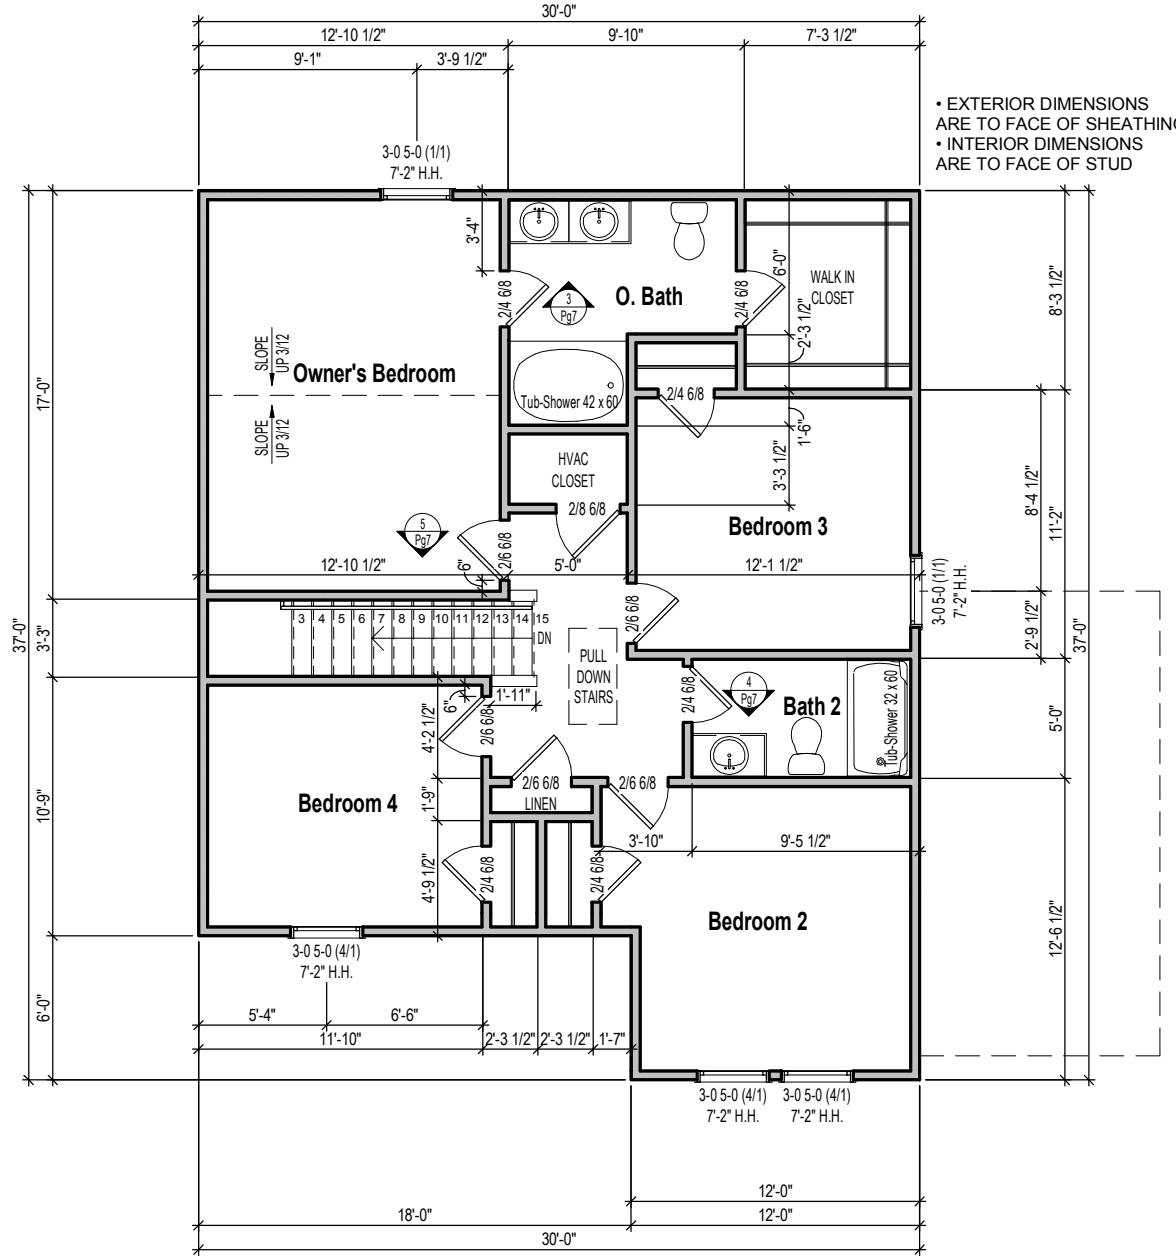 30'-0"
12'-10 1/2"
9'-10"
7'-3 1/2"
9'-1"
3'-9 1/2"
• EXTERIOR DIMENSIONS
ARE TO FACE OF SHEATHING
• INTERIOR DIMENSIONS
ARE TO FACE OF STUD
3-0 5-0 (1/1)
7'-2" H.H.
3'-4"
2/4 6/8
3
Pg7
O. Bath
2/4 6/8
6'-0"
2'-3 1/2"
WALK IN
CLOSET
8'-3 1/2"
SLOPE
UP 3/12
Owner's Bedroom
SLOPE
UP 3/12
17'-0"
Tub-Shower 42 x 60
2/4 6/8
1'-6"
3'-3 1/2"
HVAC
CLOSET
2/8 6/8
Bedroom 3
8'-4 1/2"
11'-2"
5
Pg7
2/6 6/8
6"
12'-10 1/2"
5'-0"
12'-1 1/2"
3-0 5-0 (1/1)
7'-2" H.H.
2/6 6/8
2'-9 1/2"
37'-0"
37'-0"
3'-3"
3 4 5 6 7 8 9 10 11 12 13 14 15
DN
PULL
DOWN
STAIRS
2/4 6/8
4
Pg7
Bath 2
Tub-Shower 32 x 60
5'-0"
6"
1'-11"
2/6 6/8
4'-2 1/2"
10'-9"
Bedroom 4
1'-9"
2/6 6/8
LINEN
2/6 6/8
3'-10"
9'-5 1/2"
4'-9 1/2"
2/4 6/8
2/4 6/8
Bedroom 2
12'-6 1/2"
3-0 5-0 (4/1)
7'-2" H.H.
6'-0"
5'-4"
6'-6"
11'-10"
2'-3 1/2"
2'-3 1/2"
1'-7"
3-0 5-0 (4/1)
7'-2" H.H.
3-0 5-0 (4/1)
7'-2" H.H.
12'-0"
18'-0"
12'-0"
30'-0"